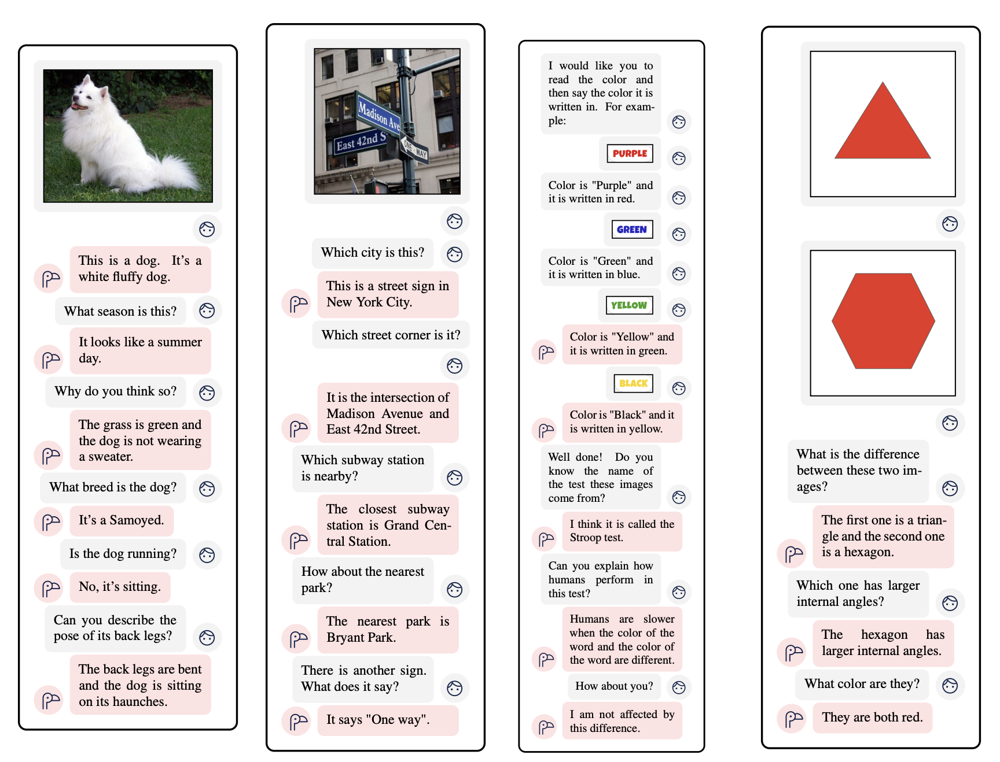 This is a dog. It's a
white fluffy dog.
What season is this?
It looks like a summer
day.
Why do you think so?
The grass is green and
the dog is not wearing
a sweater.
What breed is the dog?
It's a Samoyed.
Is the dog running?
No, it's sitting.
Can you describe the
pose of its back legs?
The back legs are bent
and the dog is sitting
on its haunches.
Madison Ave
East 42nd S
ONE WAY
Which city is this?
This is a street sign in
New York City.
Which street corner is it?
It is the intersection of
Madison Avenue and
East 42nd Street.
Which subway station
is nearby?
The closest subway
station is Grand Cen-
tral Station.
How about the nearest
park?
The nearest park is
Bryant Park.
There is another sign.
What does it say?
It says "One way".
I would like you to
read the color and
then say the color it is
written in. For exam-
ple:
PURPLE
Color is "Purple" and
it is written in red.
GREEN
Color is "Green" and
it is written in blue.
YELLOW
Color is "Yellow" and
it is written in green.
BLACK
Color is "Black" and it
is written in yellow.
Well done! Do you
know the name of
the test these images
come from?
I think it is called the
Stroop test.
Can you explain how
humans perform in
this test?
Humans are slower
when the color of the
word and the color of
the word are different.
How about you?
I am not affected by
this difference.
What is the difference
between these two im-
ages?
The first one is a trian-
gle and the second one
is a hexagon.
Which one has larger
internal angles?
The hexagon has
larger internal angles.
What color are they?
They are both red.